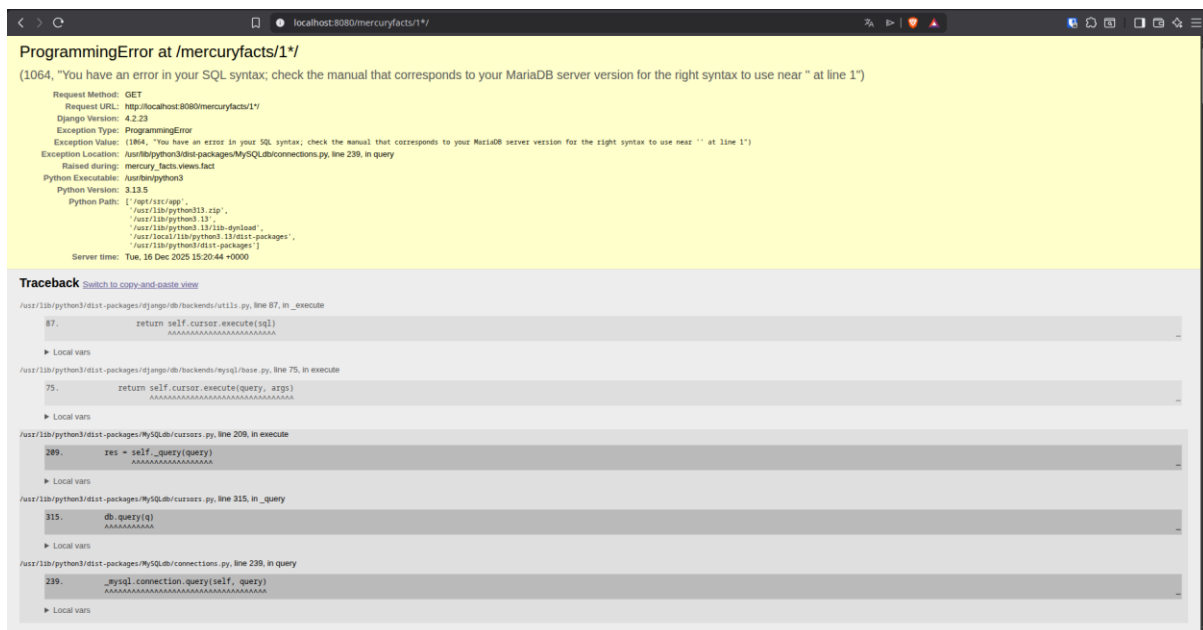 localhost:8080/mercuryfacts/1*/
ProgrammingError at /mercuryfacts/1*/
(1064, "You have an error in your SQL syntax; check the manual that corresponds to your MariaDB server version for the right syntax to use near '' at line 1")
Request Method: GET
Request URL: http://localhost:8080/mercuryfacts/1*/
Django Version: 4.2.23
Exception Type: ProgrammingError
Exception Value: (1064, "You have an error in your SQL syntax; check the manual that corresponds to your MariaDB server version for the right syntax to use near '' at line 1")
Exception Location: /usr/lib/python3/dist-packages/MySQLdb/connections.py, line 239, in query
Raised during: mercury_facts.views.fact
Python Executable: /usr/bin/python3
Python Version: 3.13.5
Python Path: ['/opt/src/app',
'/usr/lib/python313.zip',
'/usr/lib/python3.13',
'/usr/lib/python3.13/lib-dynload',
'/usr/local/lib/python3.13/dist-packages',
'/usr/lib/python3/dist-packages']
Server time: Tue, 16 Dec 2025 15:20:44 +0000
Traceback Switch to copy-and-paste view
/usr/lib/python3/dist-packages/django/db/backends/utils.py, line 87, in _execute
87. return self.cursor.execute(sql)
^^^^^^^^^^^^^^^^^^^^^^^^
…
▶ Local vars
/usr/lib/python3/dist-packages/django/db/backends/mysql/base.py, line 75, in execute
75. return self.cursor.execute(query, args)
^^^^^^^^^^^^^^^^^^^^^^^^^^^^^^^^
…
▶ Local vars
/usr/lib/python3/dist-packages/MySQLdb/cursors.py, line 209, in execute
209. res = self._query(query)
^^^^^^^^^^^^^^^^^^
…
▶ Local vars
/usr/lib/python3/dist-packages/MySQLdb/cursors.py, line 315, in _query
315. db.query(q)
^^^^^^^^^^^
…
▶ Local vars
/usr/lib/python3/dist-packages/MySQLdb/connections.py, line 239, in query
239. _mysql.connection.query(self, query)
^^^^^^^^^^^^^^^^^^^^^^^^^^^^^^^^^^^^
…
▶ Local vars